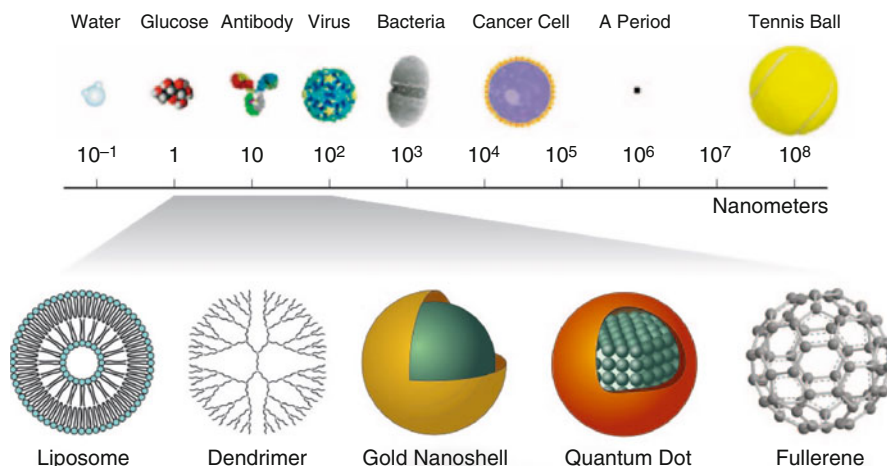 Water Glucose Antibody Virus Bacteria Cancer Cell A Period Tennis Ball
10⁻¹ 1 10 10² 10³ 10⁴ 10⁵ 10⁶ 10⁷ 10⁸
Nanometers
Liposome Dendrimer Gold Nanoshell Quantum Dot Fullerene